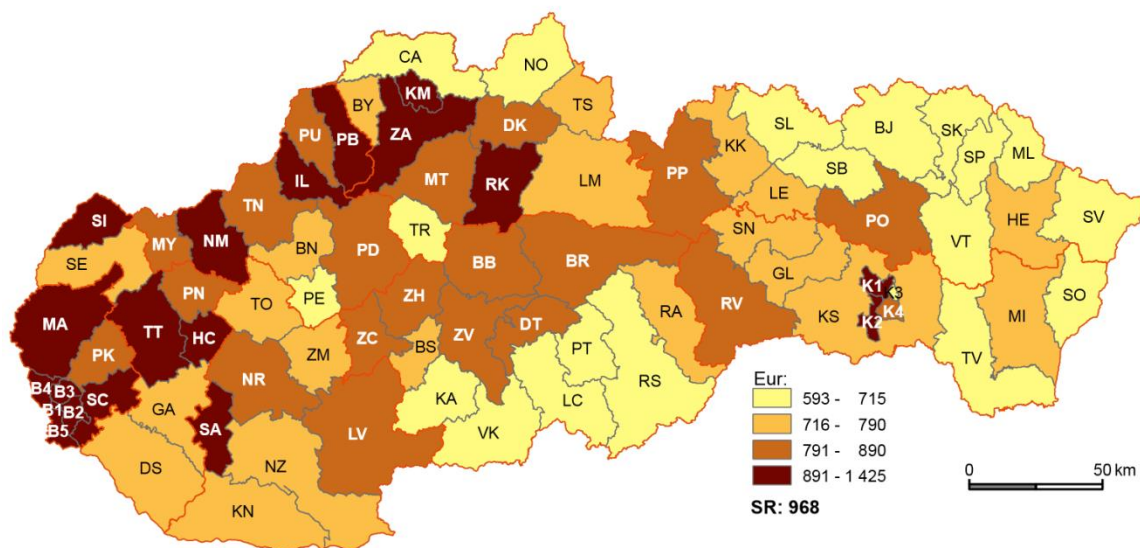 CA
NO
KM
BY
TS
PU
PB
ZA
DK
SL
BJ
SK
KK
SP
ML
SB
IL
MT
RK
LM
PP
LE
TN
SI
PO
HE
SV
MY
NM
TR
SN
VT
BN
PD
SE
BB
BR
GL
PN
TO
PE
ZH
K1
K3
SO
MA
TT
HC
RA
RV
KS
K4
MI
K2
DT
PK
ZM
ZC
BS
ZV
PT
TV
NR
RS
B4
B3
SC
GA
KA
LC
B1
B2
SA
LV
B5
VK
DS
NZ
KN
Eur:
593 - 715
716 - 790
791 - 890
891 - 1 425
SR: 968
0 50 km